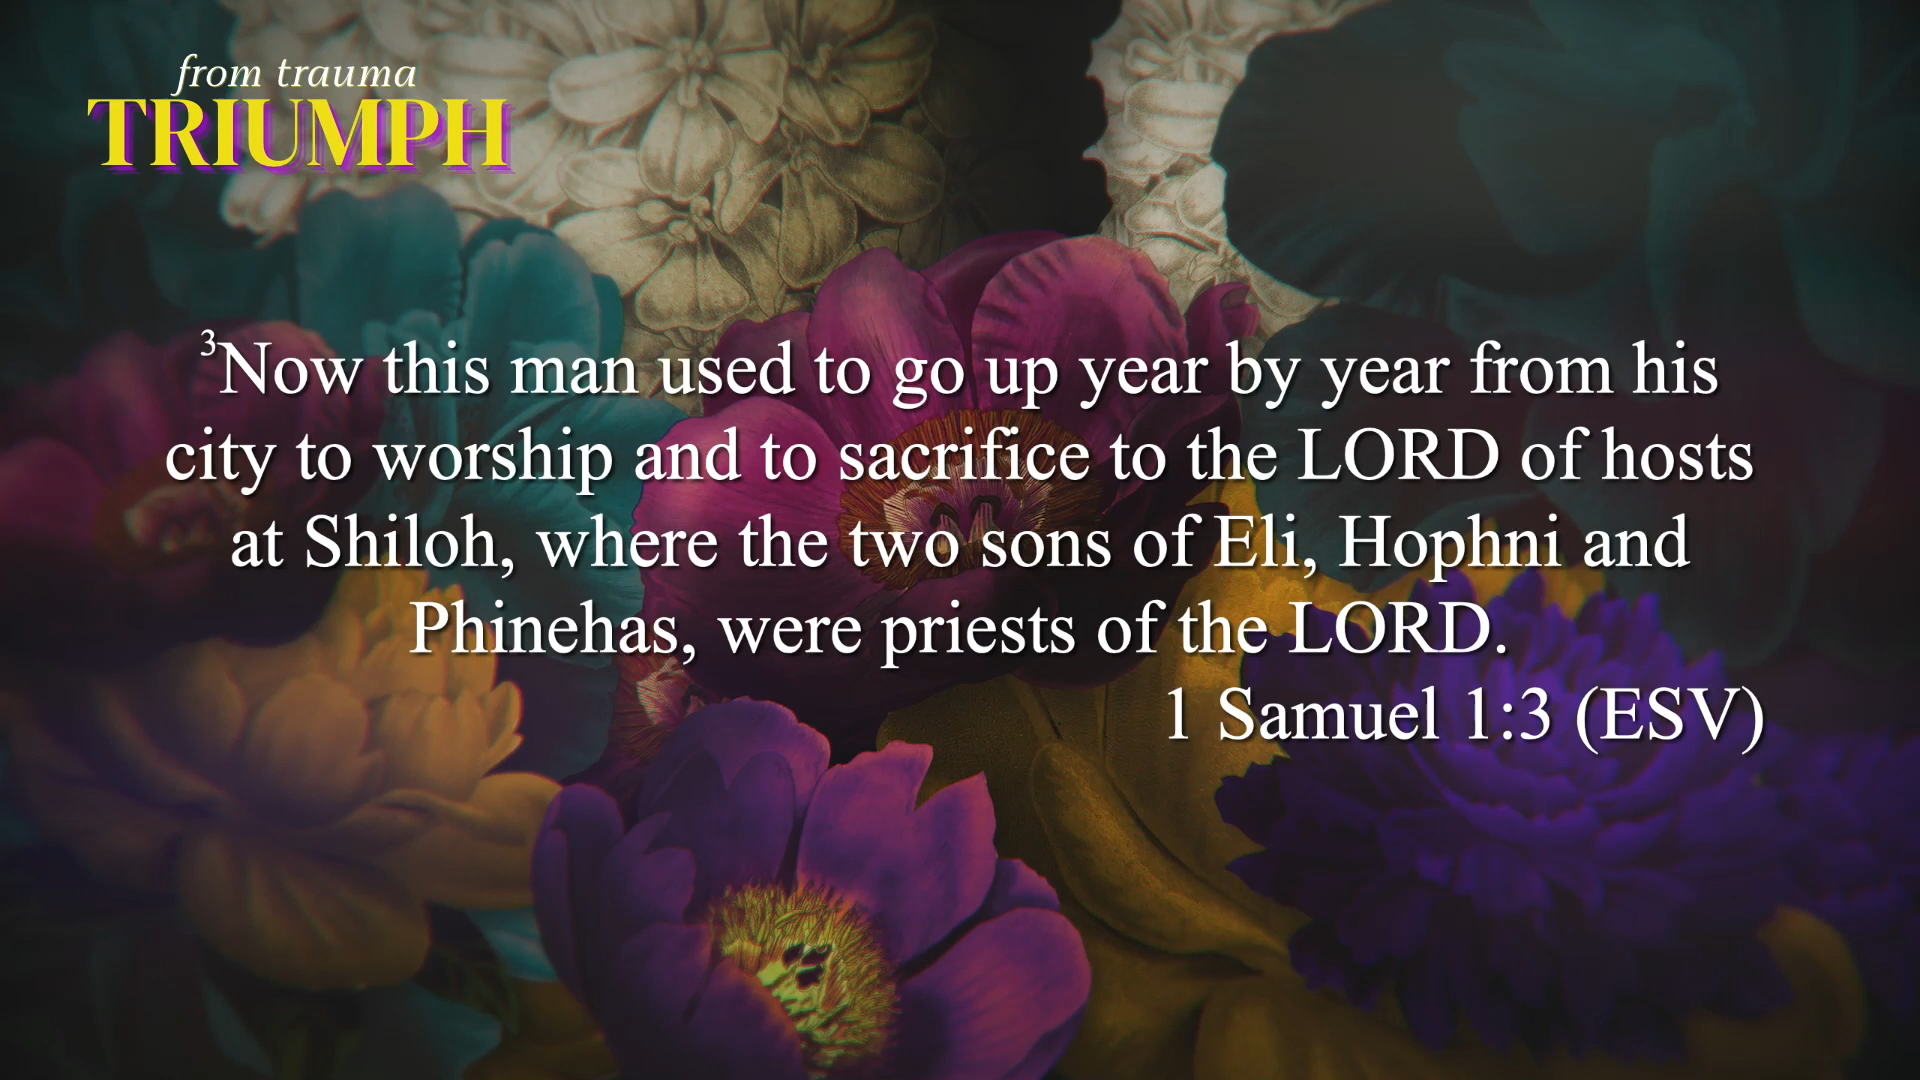 from trauma
TRIUMPH
³Now this man used to go up year by year from his
city to worship and to sacrifice to the LORD of hosts
at Shiloh, where the two sons of Eli, Hophni and
Phinehas, were priests of the LORD.
1 Samuel 1:3 (ESV)